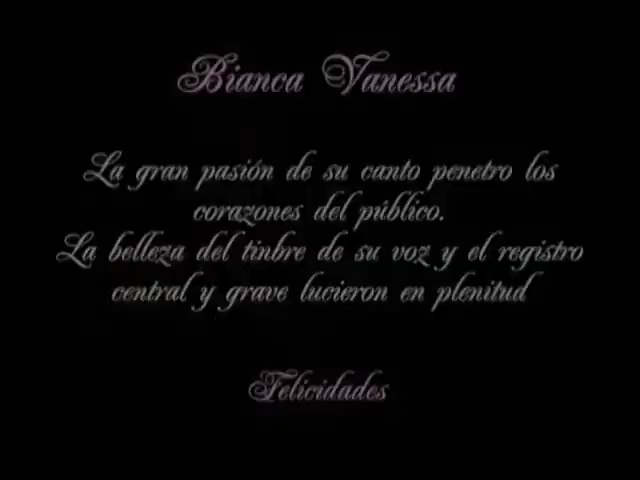 Bianca Vanessa
La gran pasión de su canto penetro los
corazones del público.
La belleza del tinbre de su voz y el registro
central y grave lucieron en plenitud
Felicidades